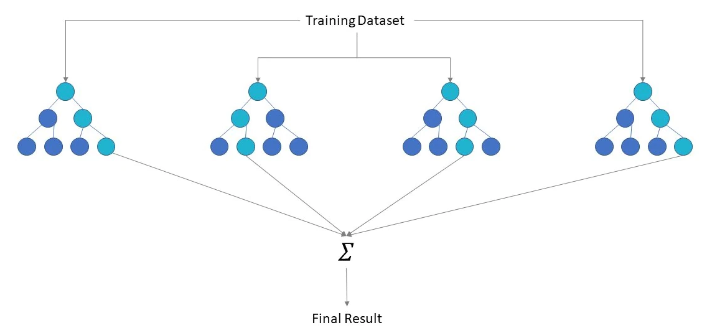 Training Dataset
Σ
Final Result